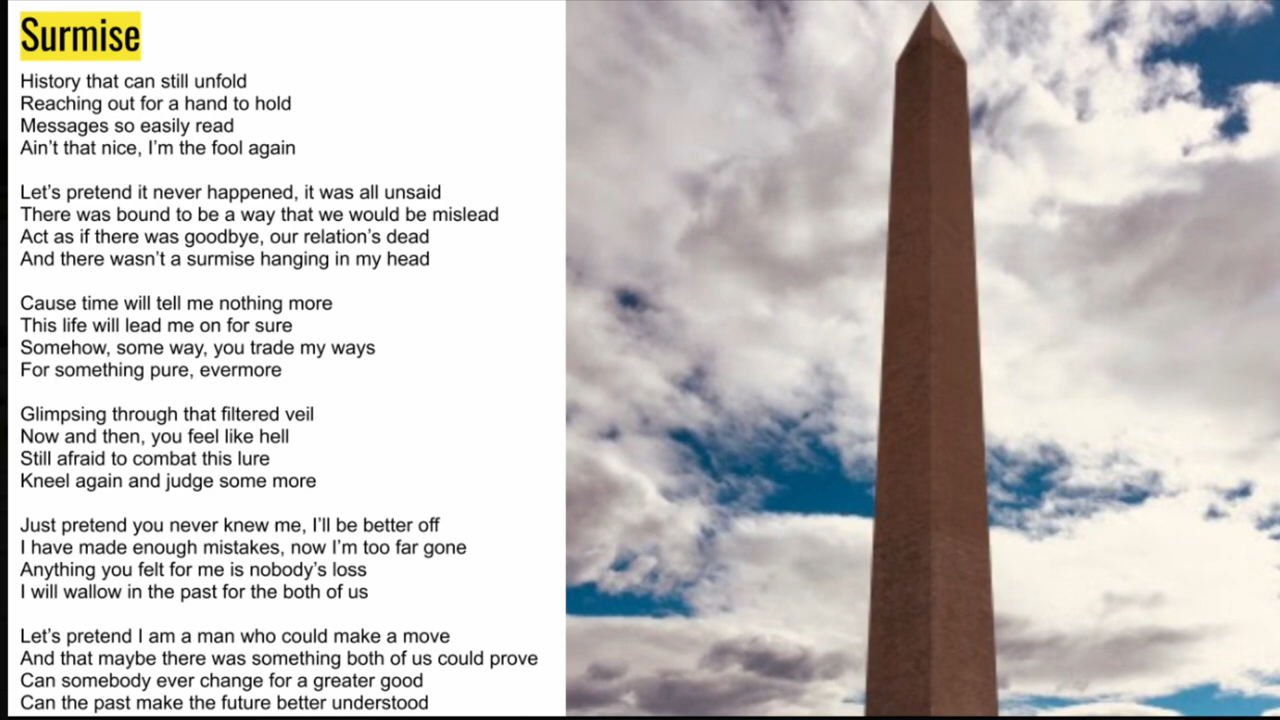 Surmise
History that can still unfold
Reaching out for a hand to hold
Messages so easily read
Ain't that nice, I'm the fool again
Let's pretend it never happened, it was all unsaid
There was bound to be a way that we would be mislead
Act as if there was goodbye, our relation's dead
And there wasn't a surmise hanging in my head
Cause time will tell me nothing more
This life will lead me on for sure
Somehow, some way, you trade my ways
For something pure, evermore
Glimpsing through that filtered veil
Now and then, you feel like hell
Still afraid to combat this lure
Kneel again and judge some more
Just pretend you never knew me, I'll be better off
I have made enough mistakes, now I'm too far gone
Anything you felt for me is nobody's loss
I will wallow in the past for the both of us
Let's pretend I am a man who could make a move
And that maybe there was something both of us could prove
Can somebody ever change for a greater good
Can the past make the future better understood